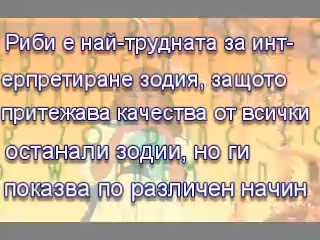 Риби е най-трудната за инт-
ерпретиране зодия, защото
притежава качества от всички
останали зодии, но ги
показва по различен начин